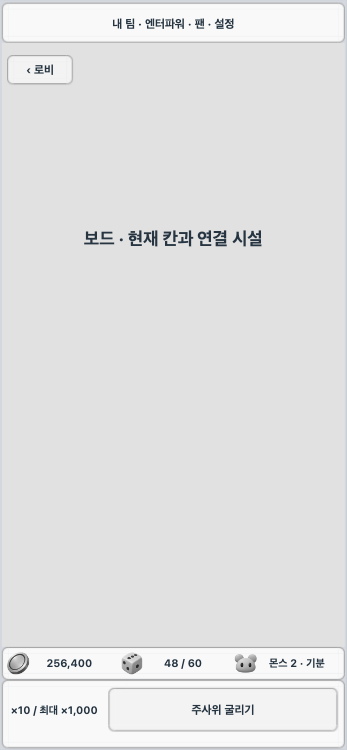 내 팀 · 엔터파워 · 팬 · 설정
‹ 로비
보드 · 현재 칸과 연결 시설
256,400 48 / 60 몬스 2 · 기분
×10 / 최대 ×1,000 주사위 굴리기